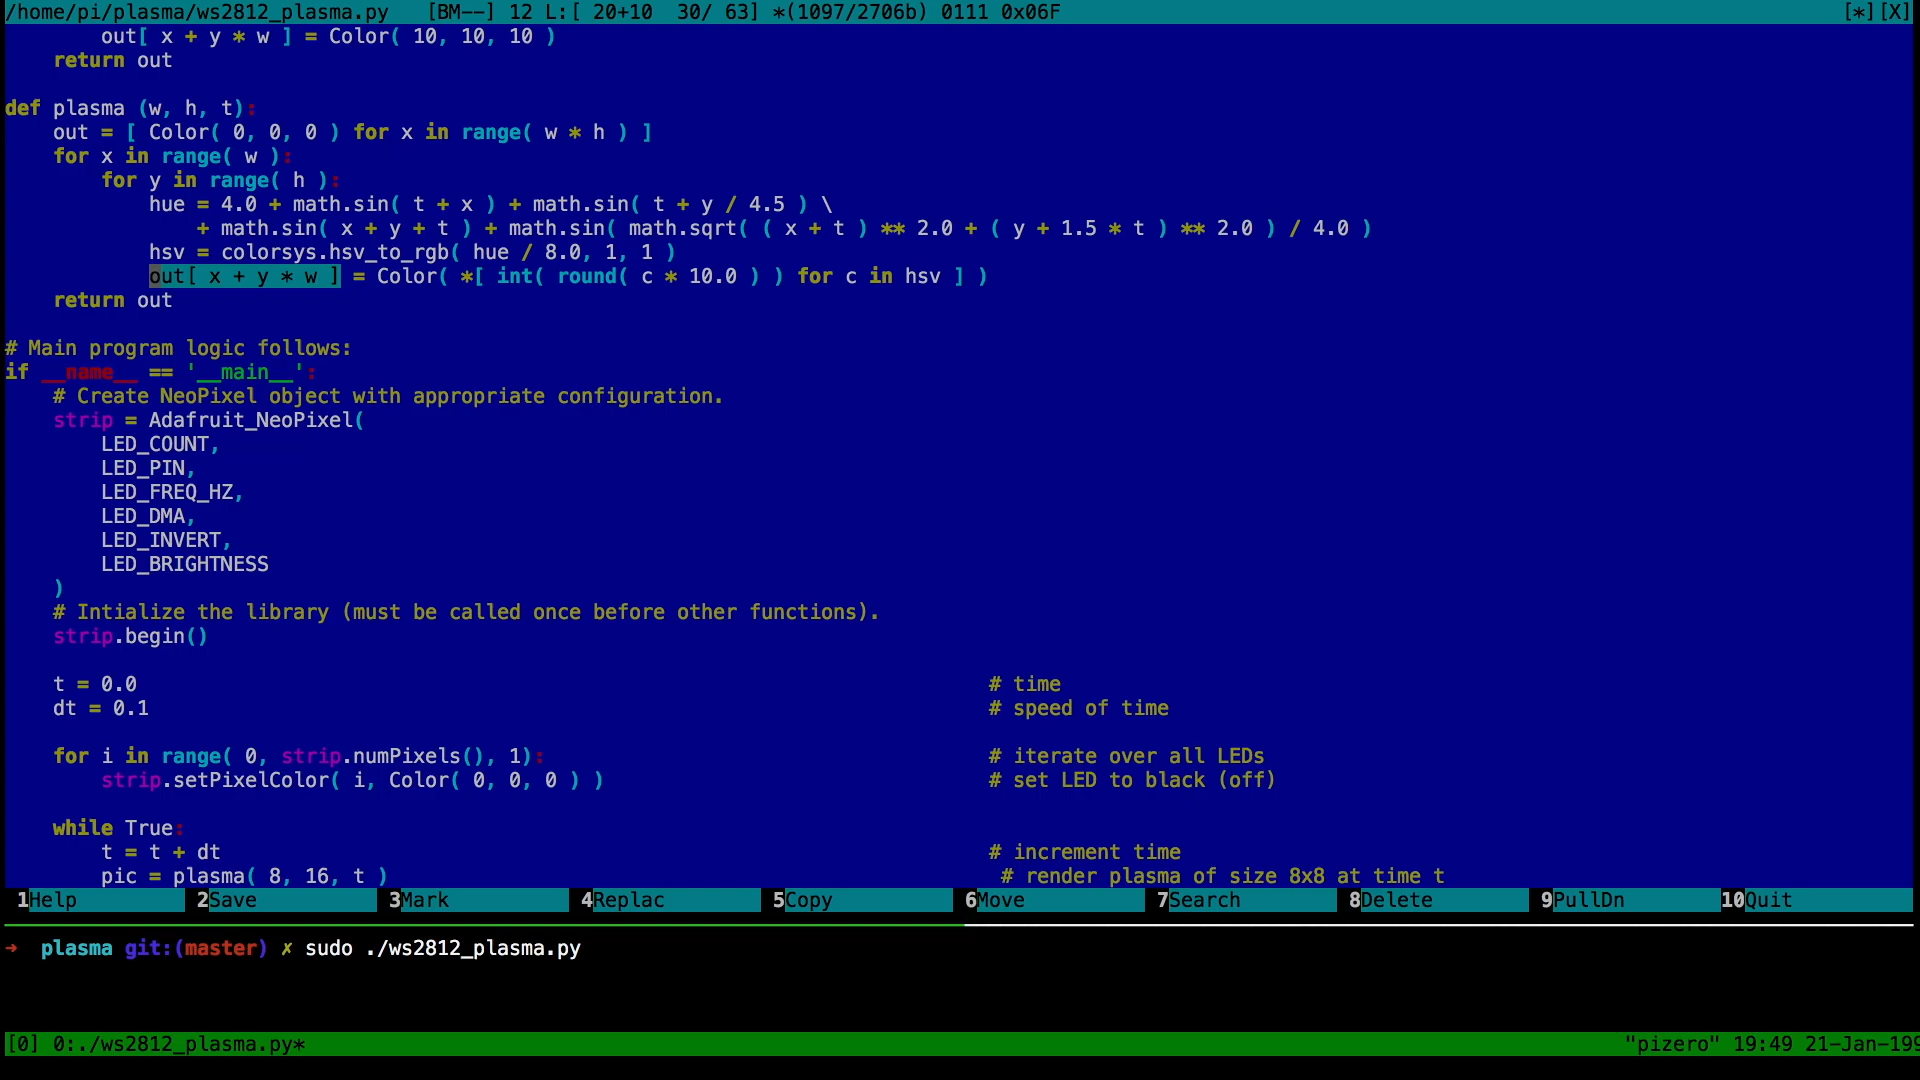 /home/pi/plasma/ws2812_plasma.py   [BM--] 12 L:[ 20+10  30/ 63] *(1097/2706b) 0111 0x06F [*][X]
        out[ x + y * w ] = Color( 10, 10, 10 )
    return out
def plasma (w, h, t):
    out = [ Color( 0, 0, 0 ) for x in range( w * h ) ]
    for x in range( w ):
        for y in range( h ):
            hue = 4.0 + math.sin( t + x ) + math.sin( t + y / 4.5 ) \
                + math.sin( x + y + t ) + math.sin( math.sqrt( ( x + t ) ** 2.0 + ( y + 1.5 * t ) ** 2.0 ) / 4.0 )
            hsv = colorsys.hsv_to_rgb( hue / 8.0, 1, 1 )
            out[ x + y * w ] = Color( *[ int( round( c * 10.0 ) ) for c in hsv ] )
    return out
# Main program logic follows:
if __name__ == '__main__':
    # Create NeoPixel object with appropriate configuration.
    strip = Adafruit_NeoPixel(
        LED_COUNT,
        LED_PIN,
        LED_FREQ_HZ,
        LED_DMA,
        LED_INVERT,
        LED_BRIGHTNESS
    )
    # Intialize the library (must be called once before other functions).
    strip.begin()
    t = 0.0 # time
    dt = 0.1 # speed of time
    for i in range( 0, strip.numPixels(), 1): # iterate over all LEDs
        strip.setPixelColor( i, Color( 0, 0, 0 ) ) # set LED to black (off)
    while True:
        t = t + dt # increment time
        pic = plasma( 8, 16, t ) # render plasma of size 8x8 at time t
1Help 2Save 3Mark 4Replac 5Copy 6Move 7Search 8Delete 9PullDn 10Quit
➜  plasma git:(master) ✗ sudo ./ws2812_plasma.py
[0] 0:./ws2812_plasma.py* "pizero" 19:49 21-Jan-199